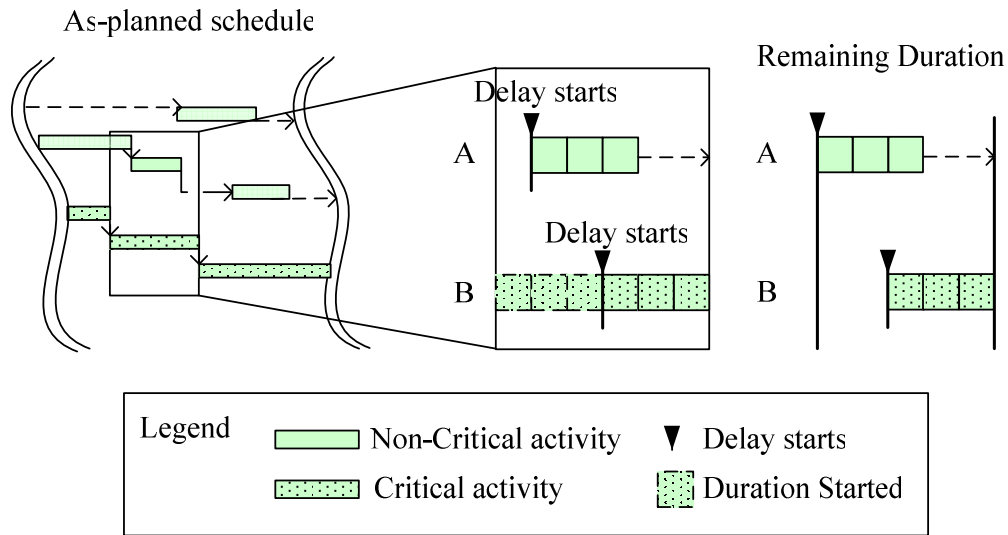 As-planned schedule
Remaining Duration
Delay starts
A
Delay starts
B
A
B
Legend
Non-Critical activity
Delay starts
Critical activity
Duration Started